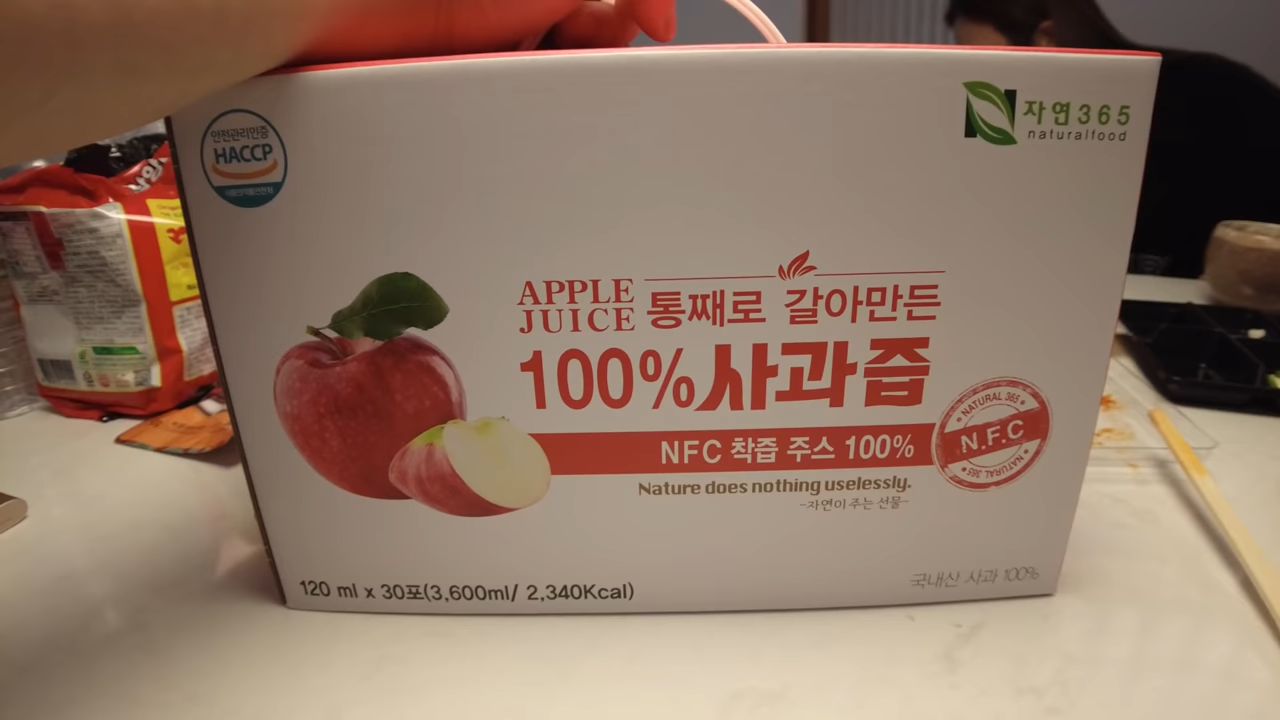 안전관리인증
HACCP
자연365
naturalfood
APPLE
JUICE
통째로 갈아만든
100%사과즙
NFC 착즙 주스 100%
NATURAL 365
N.F.C
NATURAL 365
Nature does nothing uselessly.
-자연이 주는 선물-
120 ml x 30포(3,600ml/ 2,340Kcal)
국내산 사과 100%